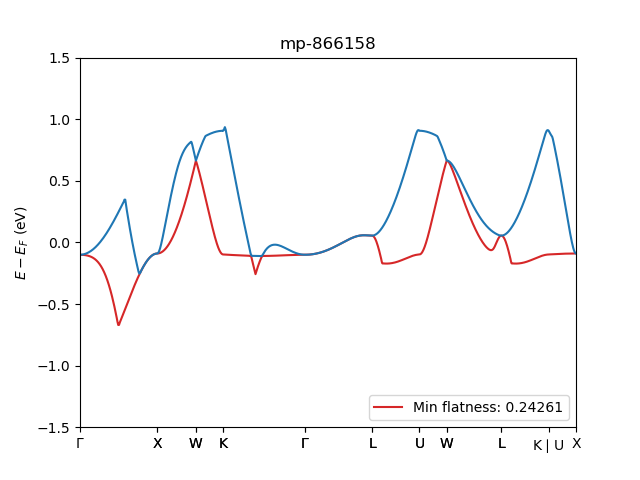 mp-866158
E − E_F (eV)
1.5
1.0
0.5
0.0
−0.5
−1.0
−1.5
Min flatness: 0.24261
Γ X W K Γ L U W L K | U X